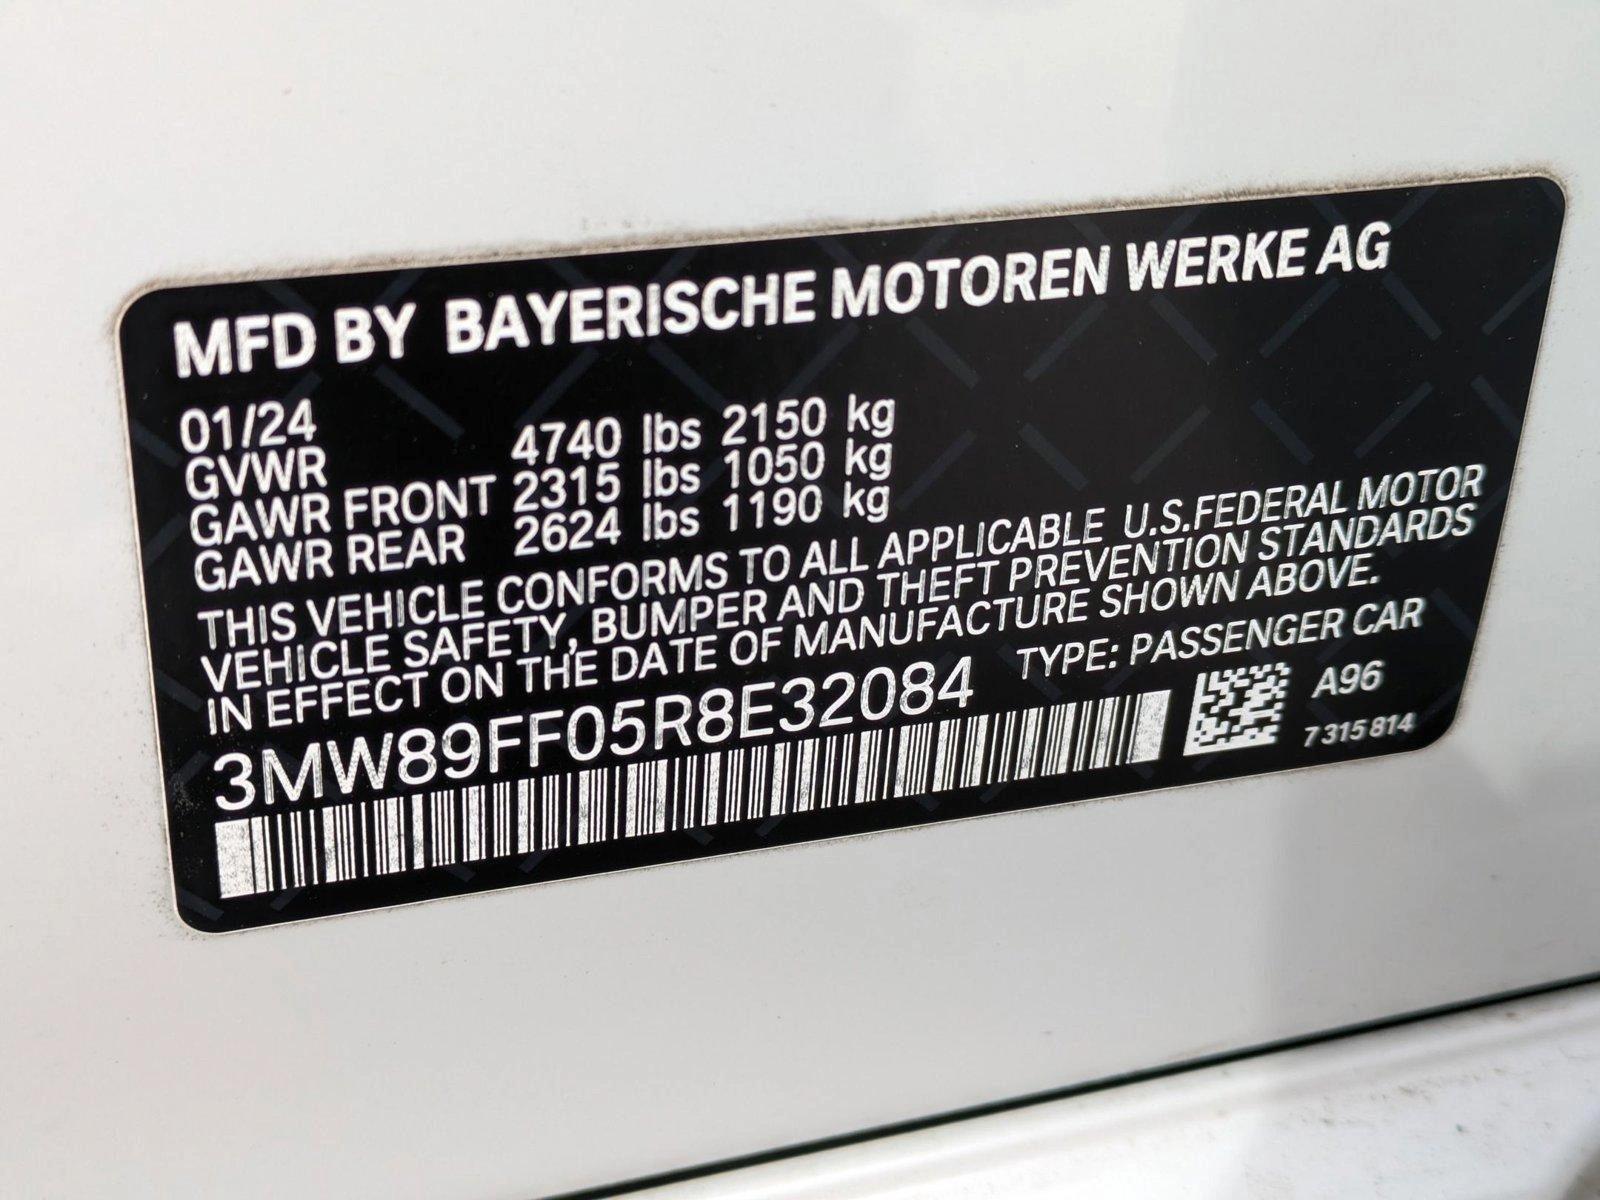 MFD BY BAYERISCHE MOTOREN WERKE AG
01/24
GVWR 4740 lbs 2150 kg
GAWR FRONT 2315 lbs 1050 kg
GAWR REAR 2624 lbs 1190 kg
THIS VEHICLE CONFORMS TO ALL APPLICABLE U.S.FEDERAL MOTOR
VEHICLE SAFETY, BUMPER AND THEFT PREVENTION STANDARDS
IN EFFECT ON THE DATE OF MANUFACTURE SHOWN ABOVE.
3MW89FF05R8E32084 TYPE: PASSENGER CAR
A96
7 315 814